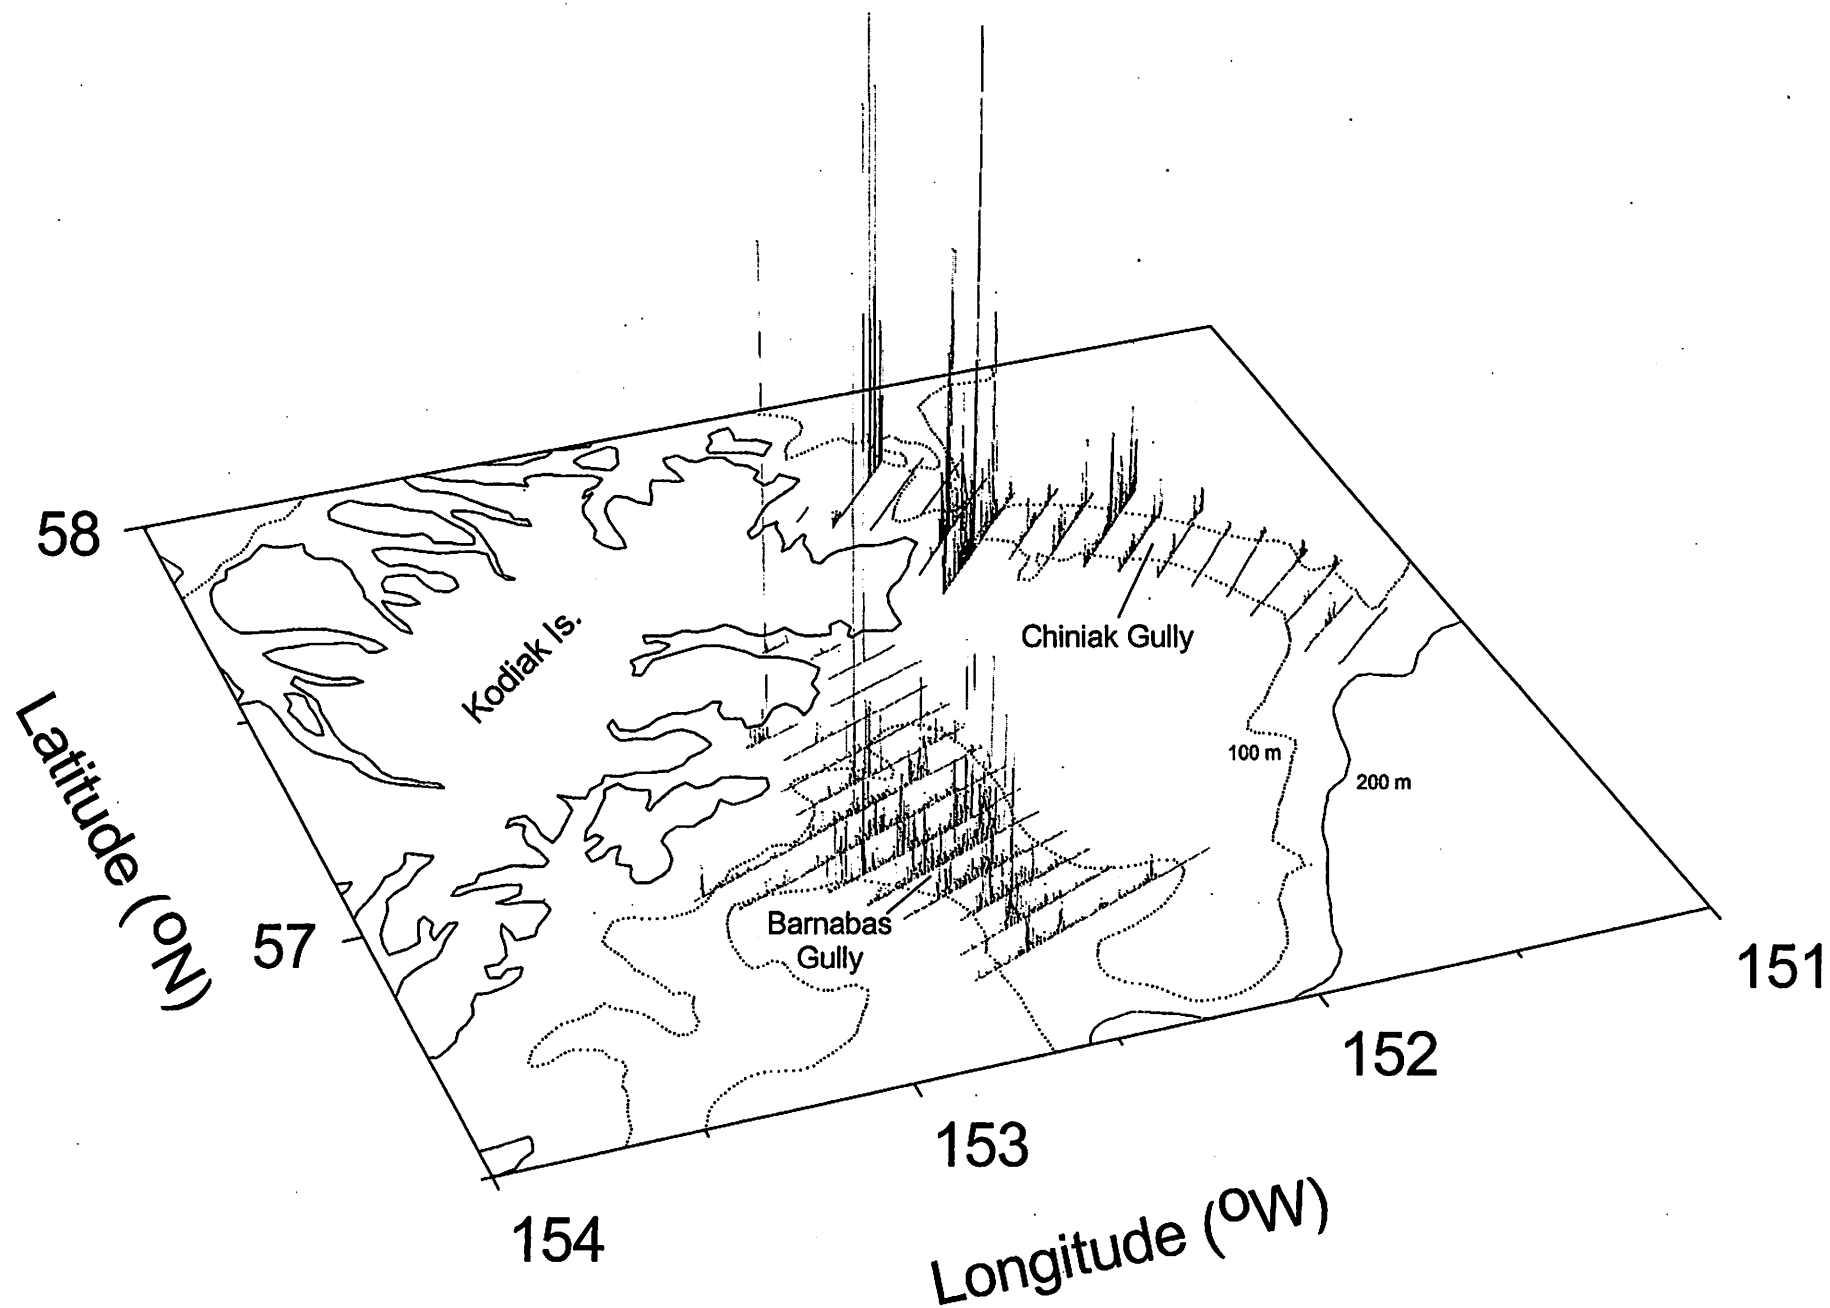 58
Kodiak Is.
Chiniak Gully
Latitude (ºN)
100 m
200 m
57
Barnabas
Gully
151
152
153
154
Longitude (ºW)